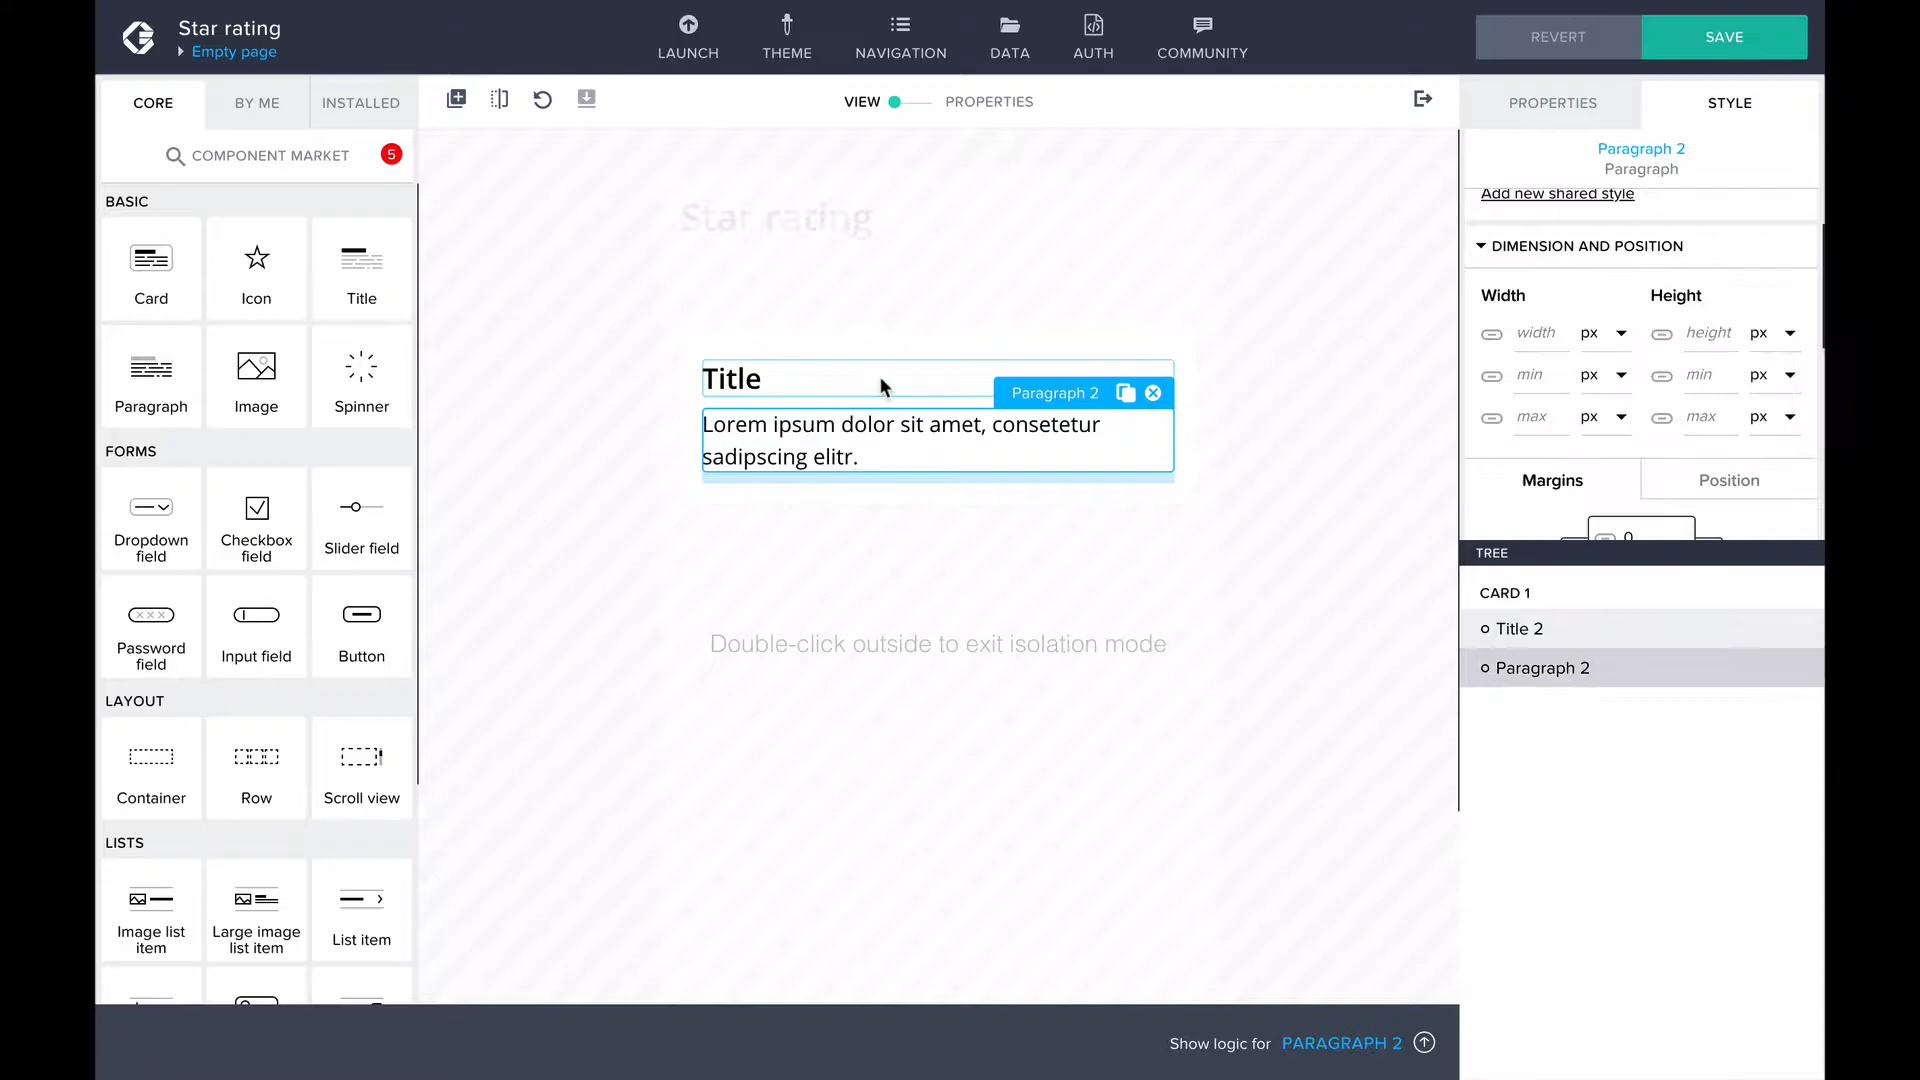 Star rating
Empty page
LAUNCH
THEME
NAVIGATION
DATA
AUTH
COMMUNITY
REVERT
SAVE
CORE
BY ME
INSTALLED
VIEW
PROPERTIES
PROPERTIES
STYLE
COMPONENT MARKET
5
Paragraph 2
Paragraph
Add new shared style
BASIC
Card
Icon
Title
Paragraph
Image
Spinner
FORMS
Dropdown field
Checkbox field
Slider field
Password field
Input field
Button
LAYOUT
Container
Row
Scroll view
LISTS
Image list item
Large image list item
List item
Star rating
Title
Paragraph 2
Lorem ipsum dolor sit amet, consetetur
sadipscing elitr.
Double-click outside to exit isolation mode
DIMENSION AND POSITION
Width
Height
width px
height px
min px
min px
max px
max px
Margins
Position
0
TREE
CARD 1
Title 2
Paragraph 2
Show logic for PARAGRAPH 2